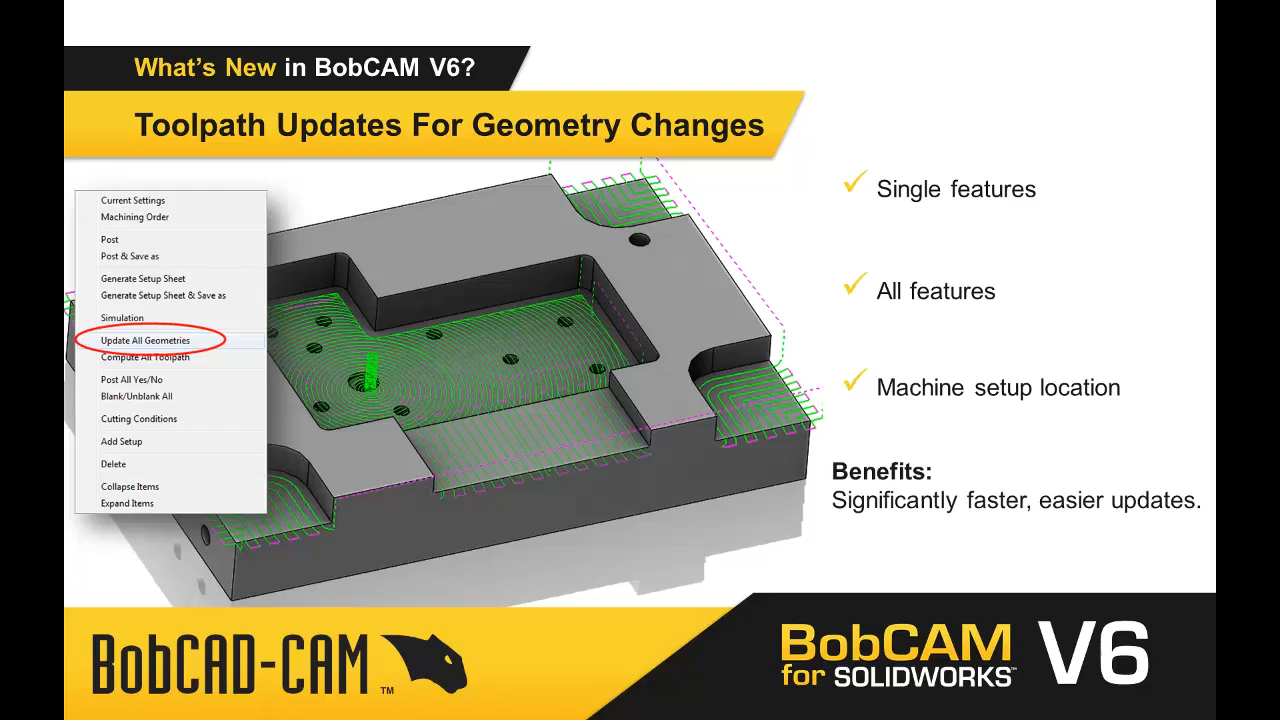 What's New in BobCAM V6?
Toolpath Updates For Geometry Changes
Current Settings
Machining Order
Post
Post & Save as
Generate Setup Sheet
Generate Setup Sheet & Save as
Simulation
Update All Geometries
Compute All Toolpath
Post All Yes/No
Blank/Unblank All
Cutting Conditions
Add Setup
Delete
Collapse Items
Expand Items
Single features
All features
Machine setup location
Benefits:
Significantly faster, easier updates.
BobCAD-CAM TM
BobCAM V6
for SOLIDWORKS™